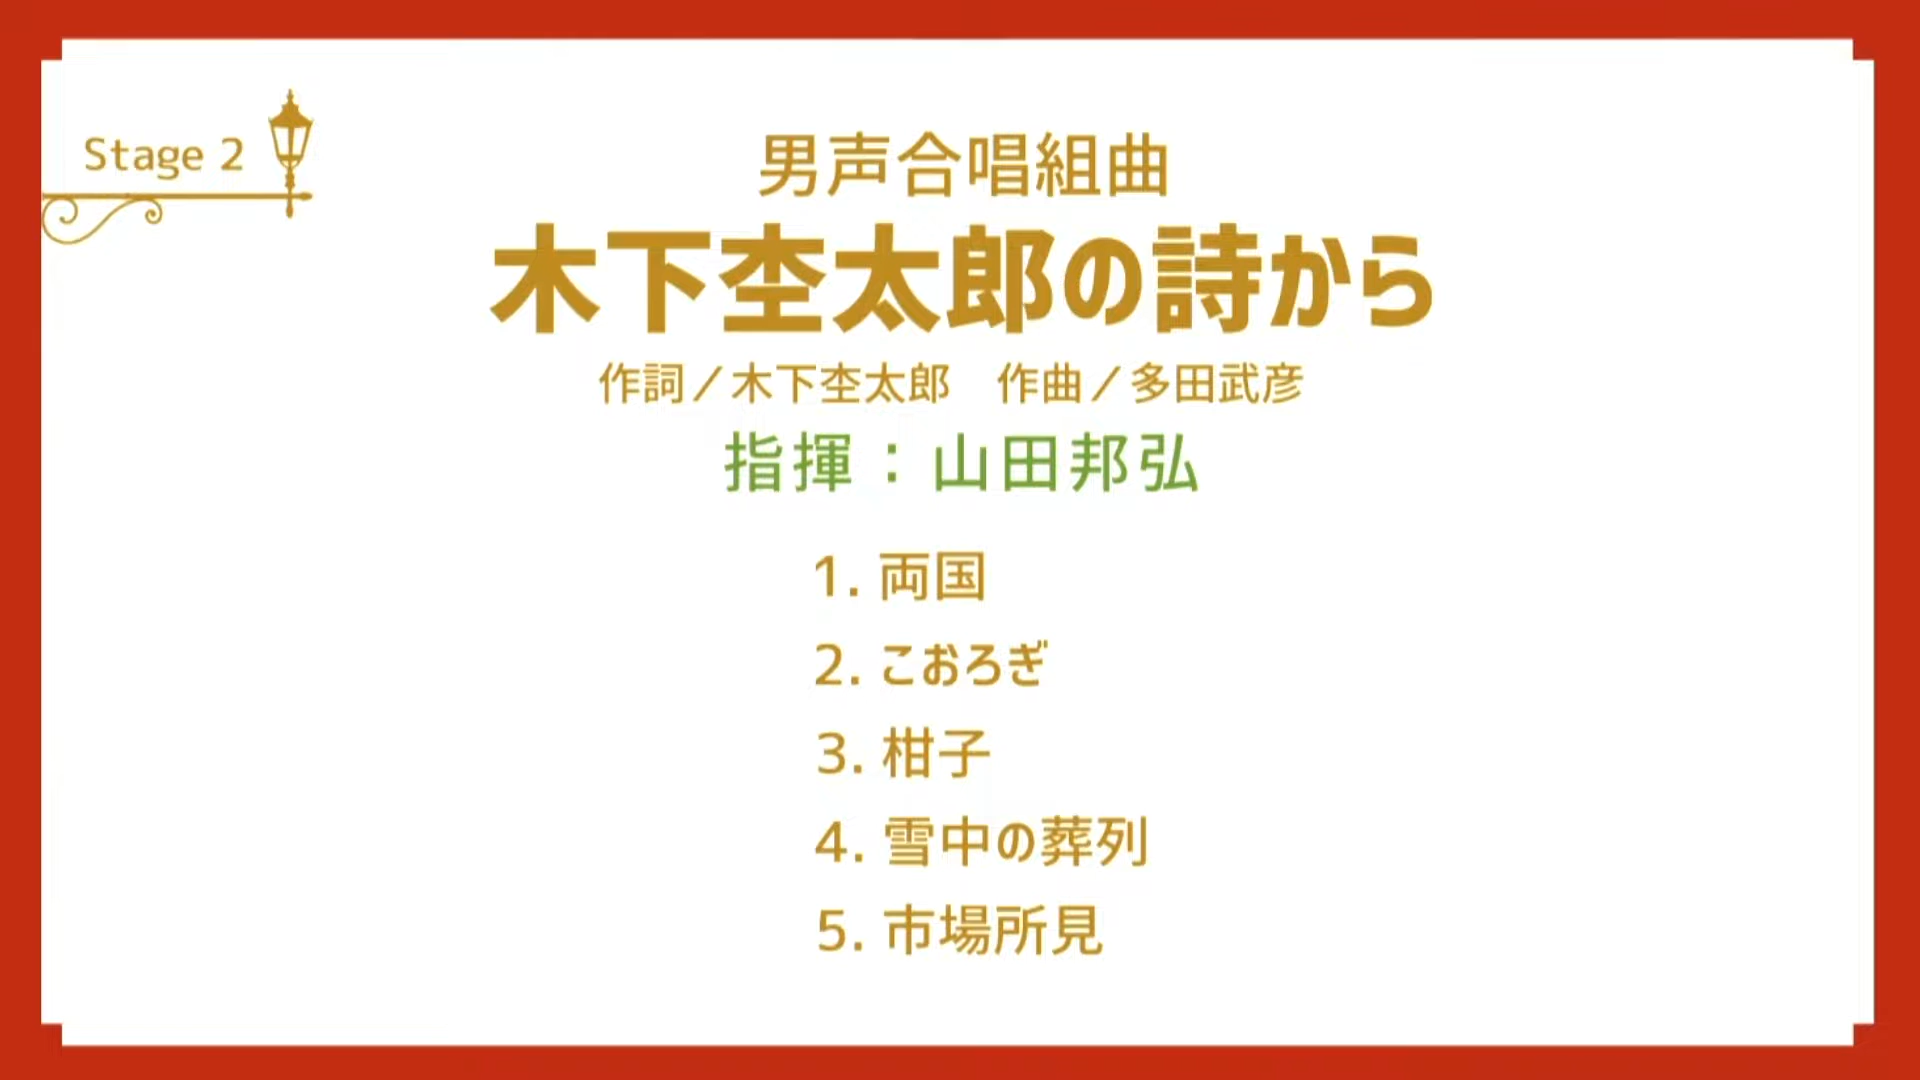 Stage 2
男声合唱組曲
木下杢太郎の詩から
作詞／木下杢太郎　作曲／多田武彦
指揮：山田邦弘
1. 両国
2. こおろぎ
3. 柑子
4. 雪中の葬列
5. 市場所見